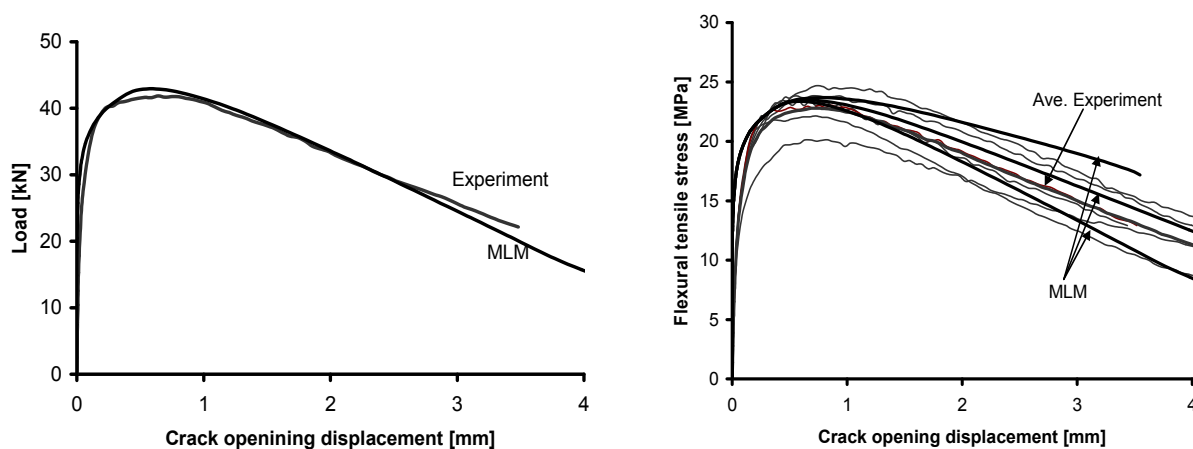 50
40
30
20
10
0
Load [kN]
Experiment
MLM
0 1 2 3 4
Crack openining displacement [mm]
30
25
20
15
10
5
0
Flexural tensile stress [MPa]
Ave. Experiment
MLM
0 1 2 3 4
Crack opening displacement [mm]